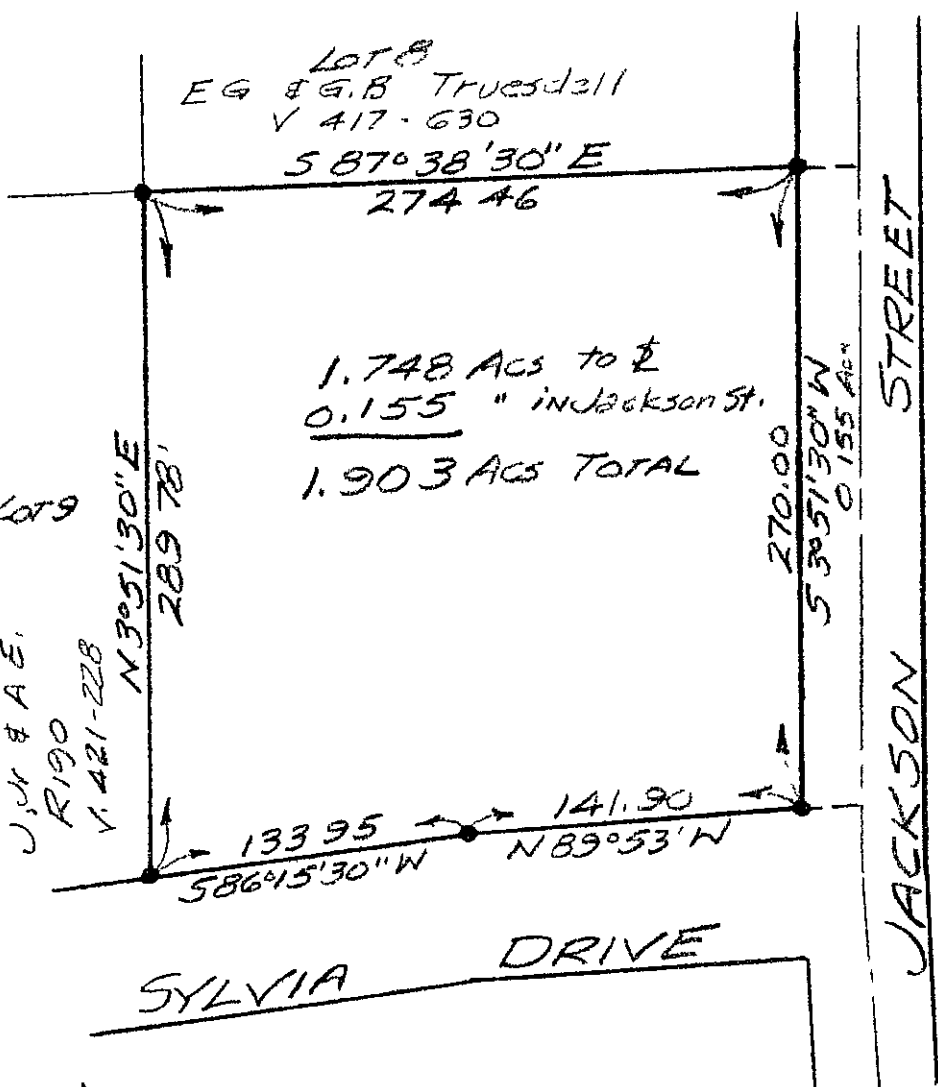 LOT 8
EG & G.B Truesdall
V 417 - 630
S 87° 38' 30" E
274 46
1.748 Acs to ⅊
0.155 " in Jackson St.
1.903 Acs TOTAL
N 3° 51' 30" E
289 78'
LOT 9
J, Jr & A E.
Rigo
V. 421-228
270.00
S 3° 51' 30" W
0 155 Acs
STREET
JACKSON
133 95
S 86° 15' 30" W
141.90
N 89° 53' W
SYLVIA DRIVE